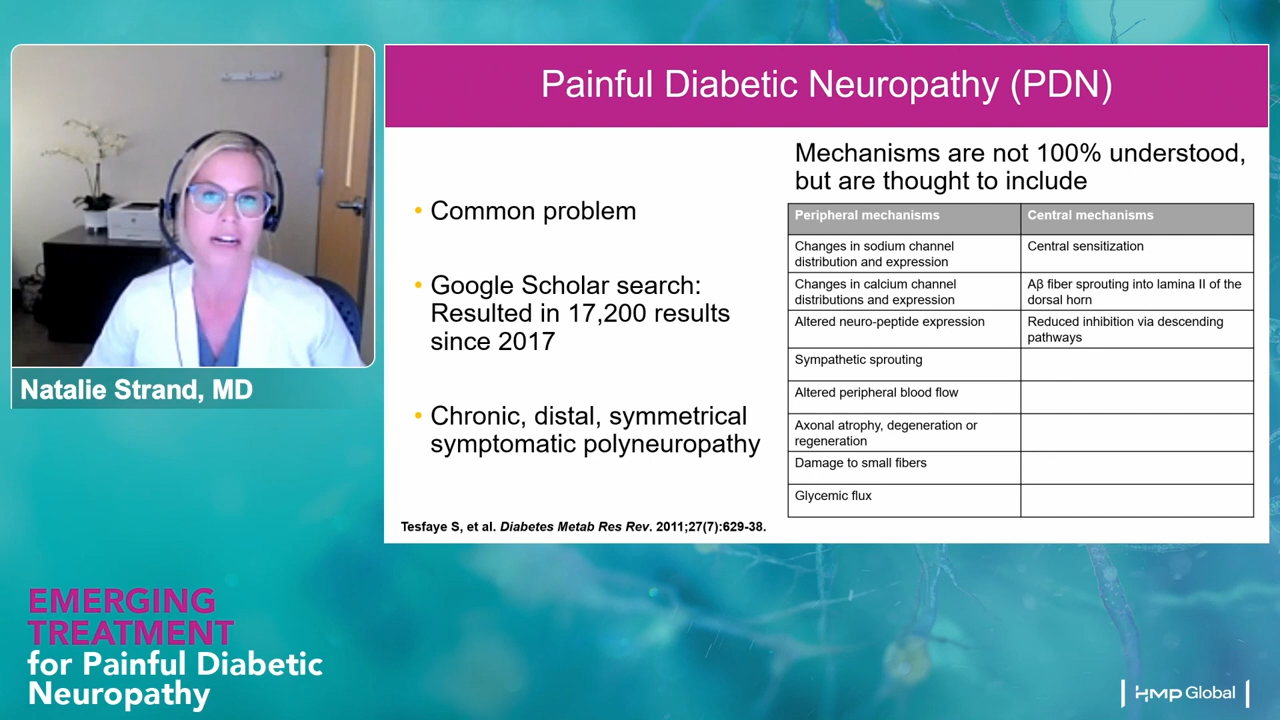 Painful Diabetic Neuropathy (PDN)
• Common problem
• Google Scholar search:
Resulted in 17,200 results
since 2017
• Chronic, distal, symmetrical
symptomatic polyneuropathy
Mechanisms are not 100% understood,
but are thought to include
Peripheral mechanisms Central mechanisms
Changes in sodium channel
distribution and expression
Central sensitization
Changes in calcium channel
distributions and expression
Aβ fiber sprouting into lamina II of the
dorsal horn
Altered neuro-peptide expression
Reduced inhibition via descending
pathways
Sympathetic sprouting
Altered peripheral blood flow
Axonal atrophy, degeneration or
regeneration
Damage to small fibers
Glycemic flux
Tesfaye S, et al. Diabetes Metab Res Rev. 2011;27(7):629-38.
Natalie Strand, MD
EMERGING
TREATMENT
for Painful Diabetic
Neuropathy
HMP Global